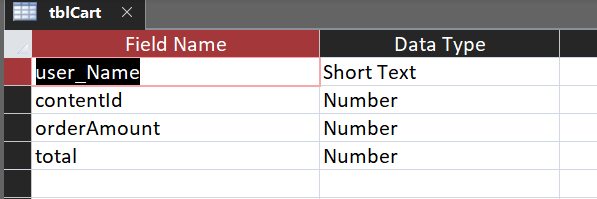 tblCart
Field Name Data Type
user_Name Short Text
contentId Number
orderAmount Number
total Number